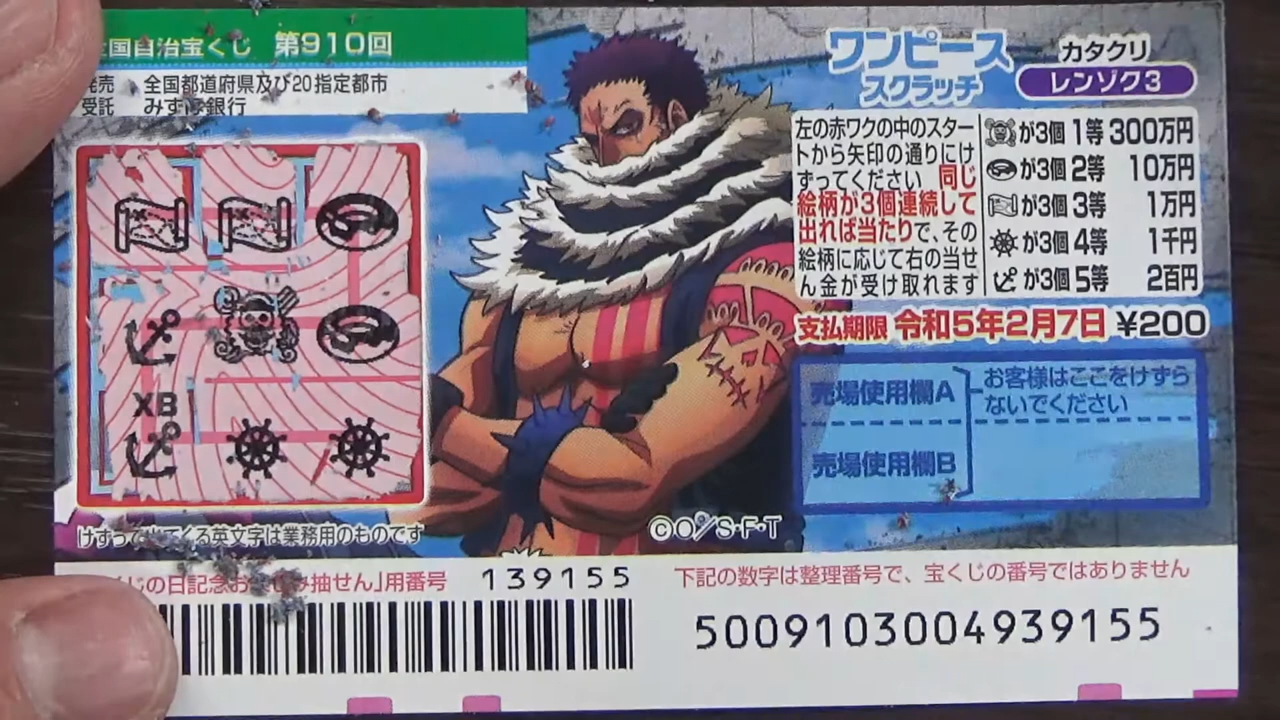 国自治宝くじ 第910回
発売 全国都道府県及び20指定都市
受託 みずほ銀行
XB
けずって出てくる英文字は業務用のものです
ワンピース
スクラッチ
カタクリ
レンゾク3
左の赤ワクの中のスター
トから矢印の通りにけ
ずってください 同じ
絵柄が3個連続して
出れば当たりで、その
絵柄に応じて右の当せ
ん金が受け取れます
が3個 1等 300万円
が3個 2等 10万円
が3個 3等 1万円
が3個 4等 1千円
が3個 5等 2百円
支払期限 令和5年2月7日 ¥200
売場使用欄A
売場使用欄B
お客様はここをけずら
ないでください
©O/S・F・T
くじの日記念お楽しみ抽せん」用番号 139155
下記の数字は整理番号で、宝くじの番号ではありません
5009103004939155